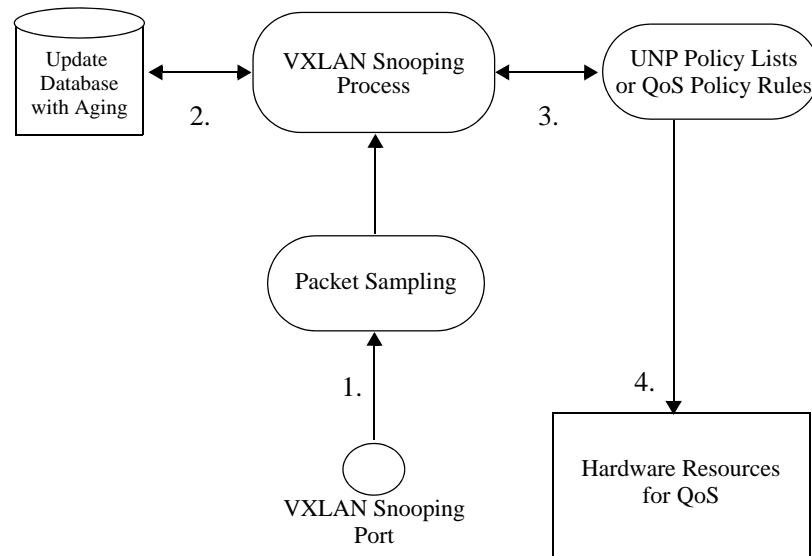 Update
Database
with Aging
VXLAN Snooping
Process
UNP Policy Lists
or QoS Policy Rules
2.
3.
Packet Sampling
1.
4.
VXLAN Snooping
Port
Hardware Resources
for QoS